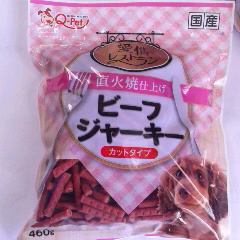 Q-Pet
国産
愛情
レストラン
直火焼仕上げ
ビーフ
ジャーキー
カットタイプ
460g